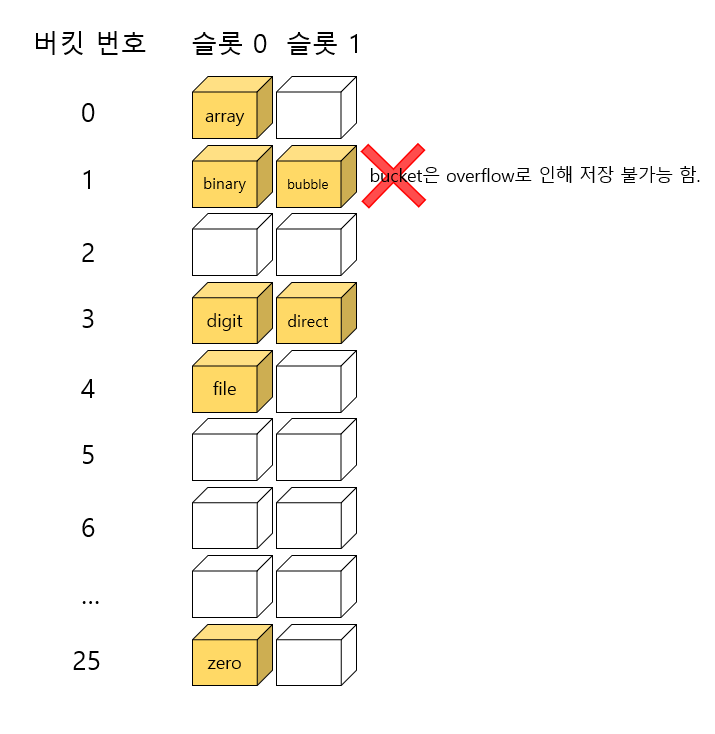 버킷 번호 슬롯 0 슬롯 1
0 array
1 binary bubble bucket은 overflow로 인해 저장 불가능 함.
2
3 digit direct
4 file
5
6
...
25 zero